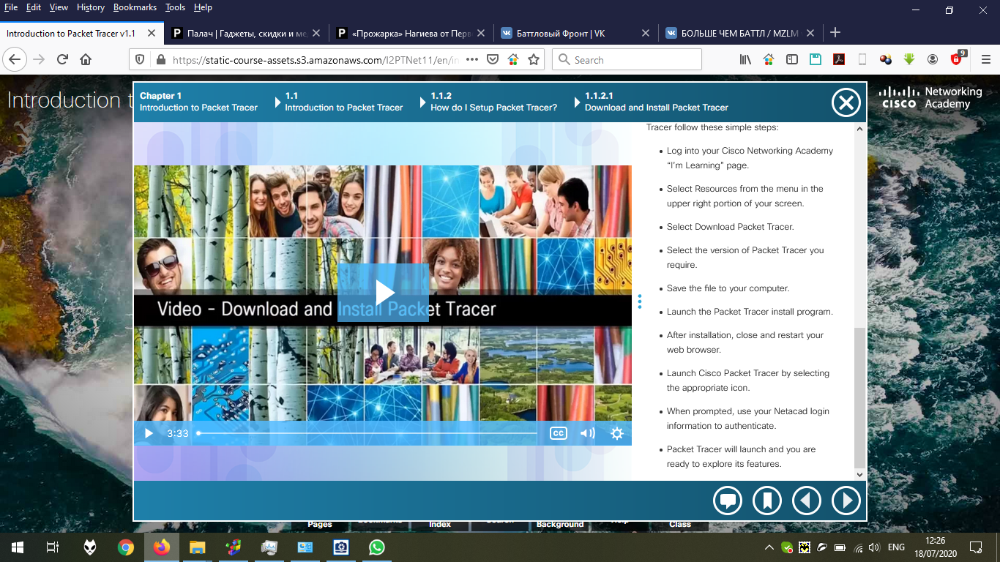 File Edit View History Bookmarks Tools Help
Introduction to Packet Tracer v1.1
Палач | Гаджеты, скидки и ме
«Прожарка» Нагиева от Перв
Баттловый Фронт | VK
БОЛЬШЕ ЧЕМ БАТТЛ / MZLM
https://static-course-assets.s3.amazonaws.com/I2PTNet11/en/in
Search
9
Introduction t
Chapter 1
Introduction to Packet Tracer
1.1
Introduction to Packet Tracer
1.1.2
How do I Setup Packet Tracer?
1.1.2.1
Download and Install Packet Tracer
CISCO
Networking
Academy
Tracer follow these simple steps:
• Log into your Cisco Networking Academy
“I’m Learning” page.
• Select Resources from the menu in the
upper right portion of your screen.
• Select Download Packet Tracer.
• Select the version of Packet Tracer you
require.
• Save the file to your computer.
• Launch the Packet Tracer install program.
• After installation, close and restart your
web browser.
• Launch Cisco Packet Tracer by selecting
the appropriate icon.
• When prompted, use your Netacad login
information to authenticate.
• Packet Tracer will launch and you are
ready to explore its features.
Video - Download and Install Packet Tracer
3:33
CC
Pages
Bookmarks
Index
Search
Background
Help
Class
ENG
12:26
18/07/2020